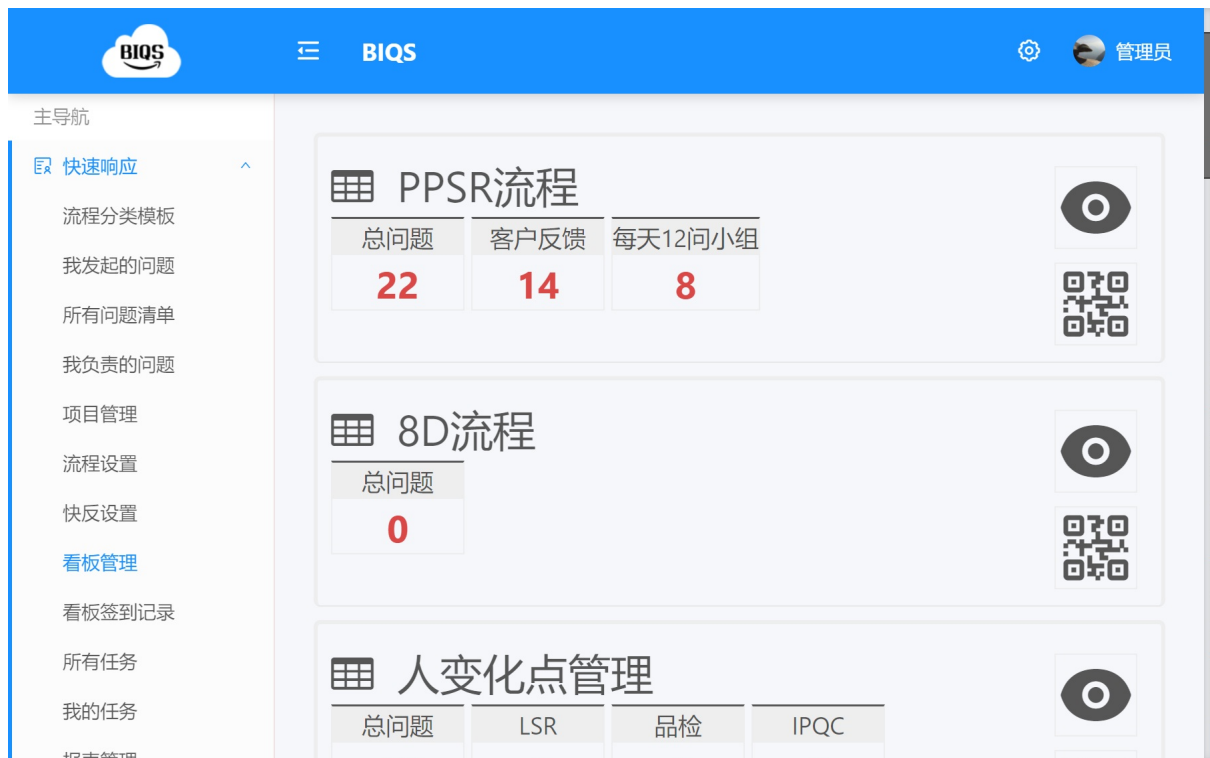 BIQS
BIQS
管理员
主导航
快速响应
流程分类模板
我发起的问题
所有问题清单
我负责的问题
项目管理
流程设置
快反设置
看板管理
看板签到记录
所有任务
我的任务
PPSR流程
总问题 客户反馈 每天12问小组
22 14 8
8D流程
总问题
0
人变化点管理
总问题 LSR 品检 IPQC